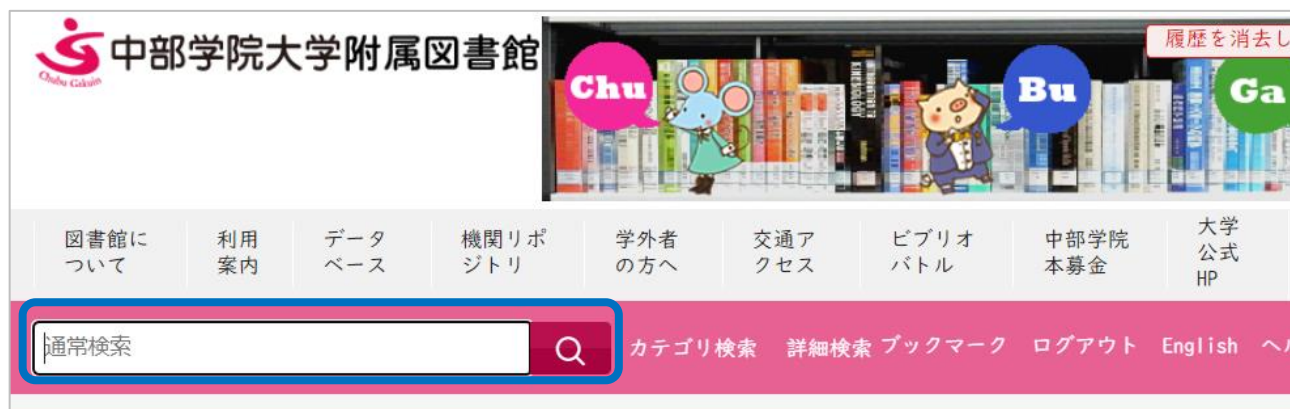 中部学院大学附属図書館
Chubu Gakuin
Chu
Bu
Ga
履歴を消去し
KINESIOLOGY
図書館に
ついて
利用
案内
データ
ベース
機関リポ
ジトリ
学外者
の方へ
交通ア
クセス
ビブリオ
バトル
中部学院
本募金
大学
公式
HP
通常検索
カテゴリ検索
詳細検索
ブックマーク
ログアウト
English